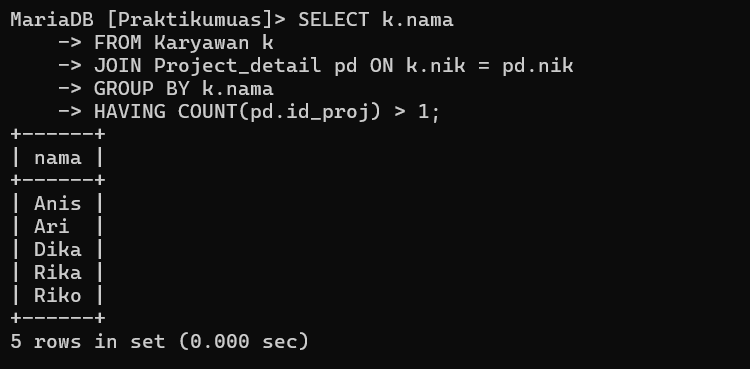 MariaDB [Praktikumuas]> SELECT k.nama
    -> FROM Karyawan k
    -> JOIN Project_detail pd ON k.nik = pd.nik
    -> GROUP BY k.nama
    -> HAVING COUNT(pd.id_proj) > 1;
+------+
| nama |
+------+
| Anis |
| Ari  |
| Dika |
| Rika |
| Riko |
+------+
5 rows in set (0.000 sec)